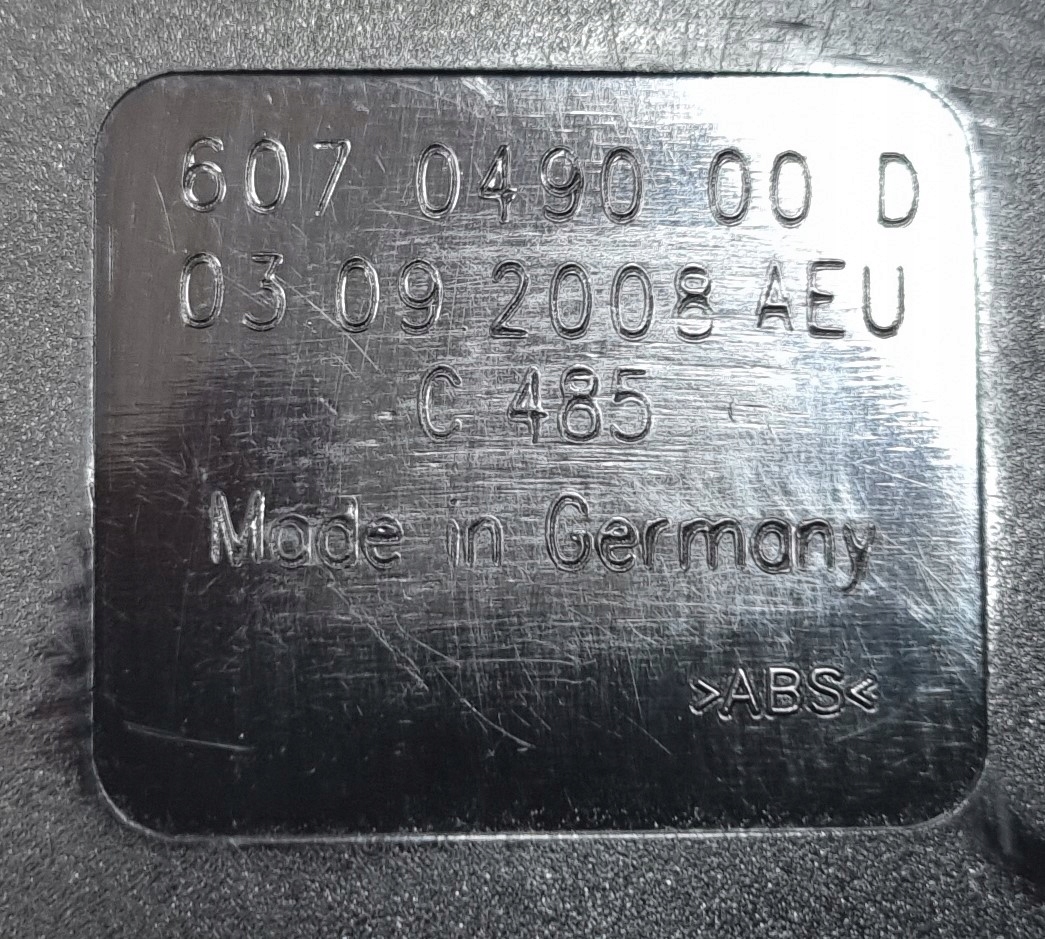 607 0490 00 D
03 09 2008 AEU
C 485
Made in Germany
>ABS<